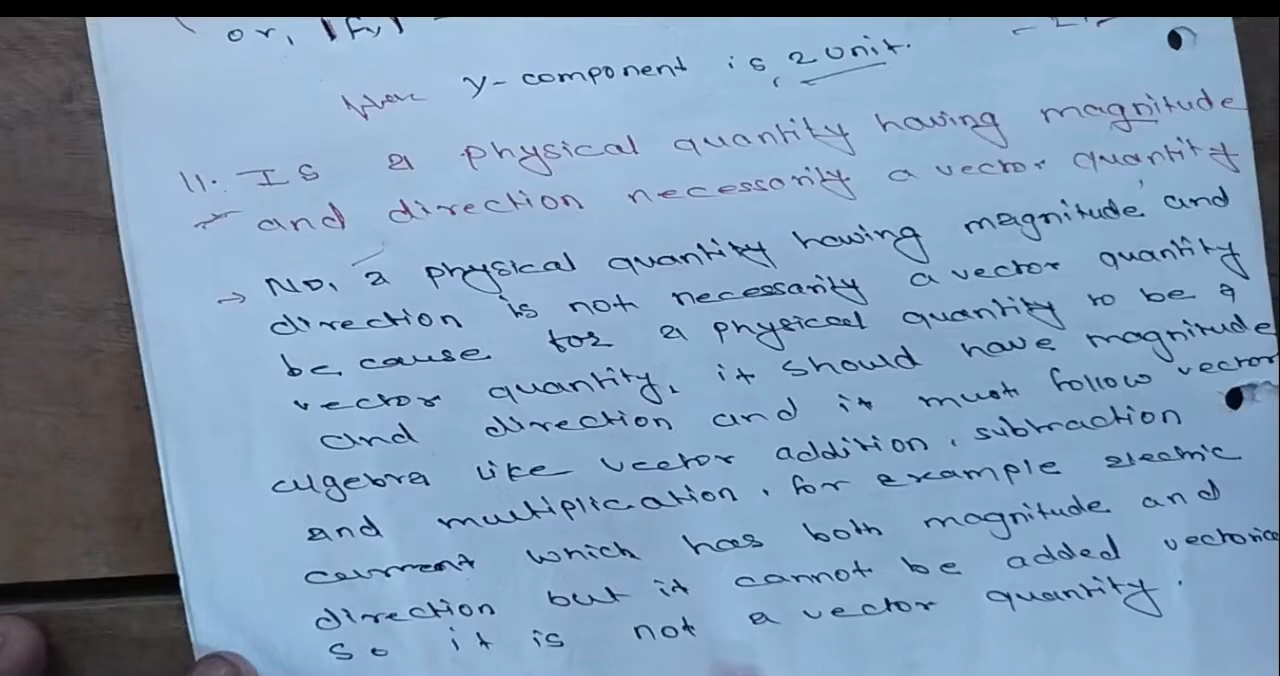 or,
y-component is 2 unit.
11. Is a physical quantity having magnitude
and direction necessarily a vector quantity
→ No, a physical quantity having magnitude and
direction is not necessarity a vector quantity
because for a physical quantity to be a
vector quantity, it should have magnitude
and direction and it must follow vector
algebra like vector addition, subtraction
and multiplication. for example electric
current which has both magnitude and
direction but it cannot be added
so it is not a vector quantity.